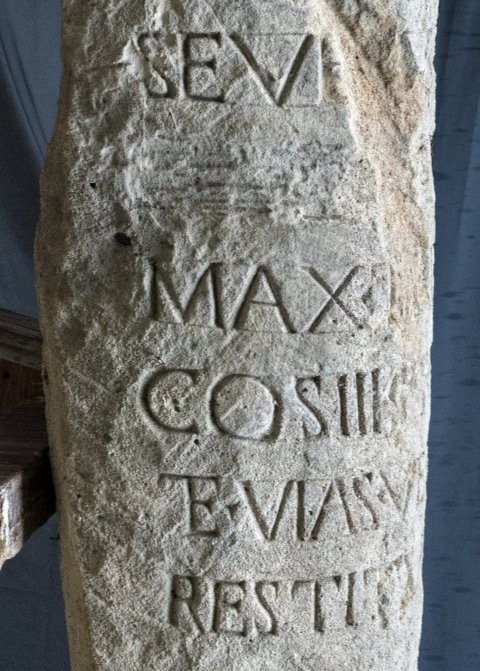 SEVE
MAX
COS III
E·VIAS·V
RESTIT